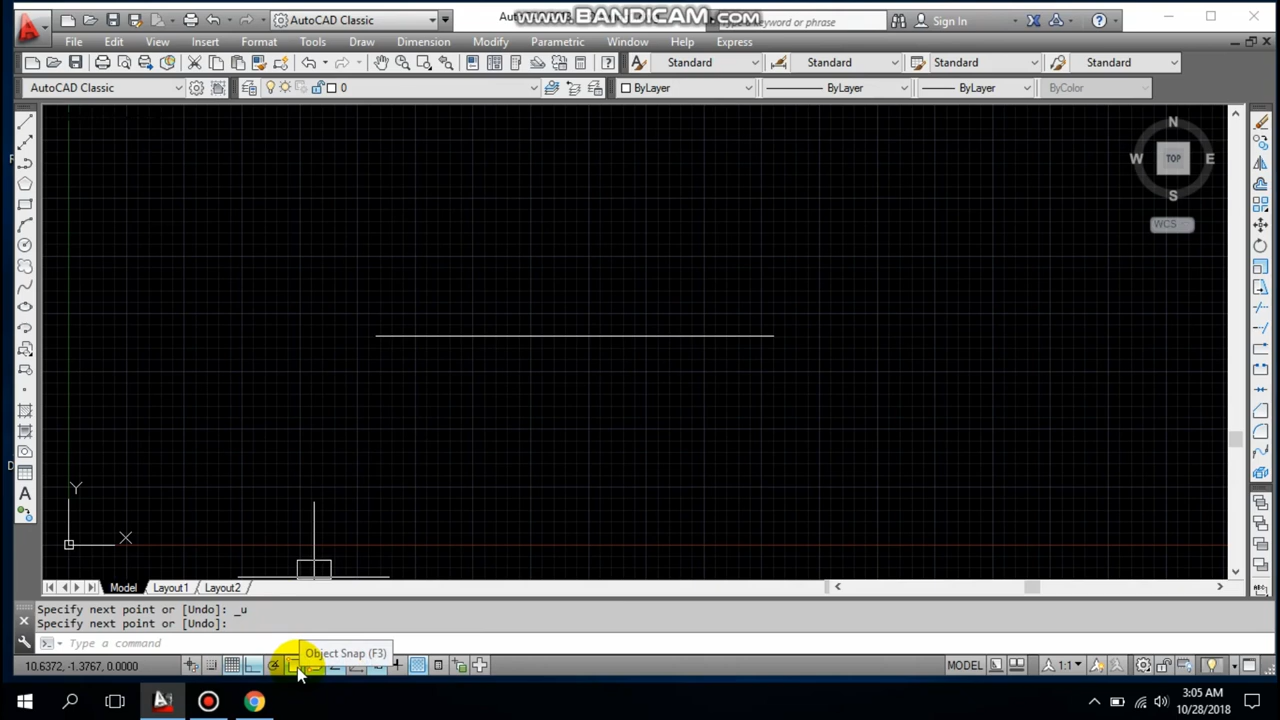 AutoCAD Classic
www.BANDICAM.com
keyword or phrase
Sign In
File Edit View Insert Format Tools Draw Dimension Modify Parametric Window Help Express
Standard Standard Standard Standard
AutoCAD Classic 0 ByLayer ByLayer ByLayer ByColor
N
W TOP E
S
WCS
Y
X
Model Layout1 Layout2
Specify next point or [Undo]: _u
Specify next point or [Undo]:
Type a command
Object Snap (F3)
10.6372, -1.3767, 0.0000 MODEL 1:1
3:05 AM
10/28/2018